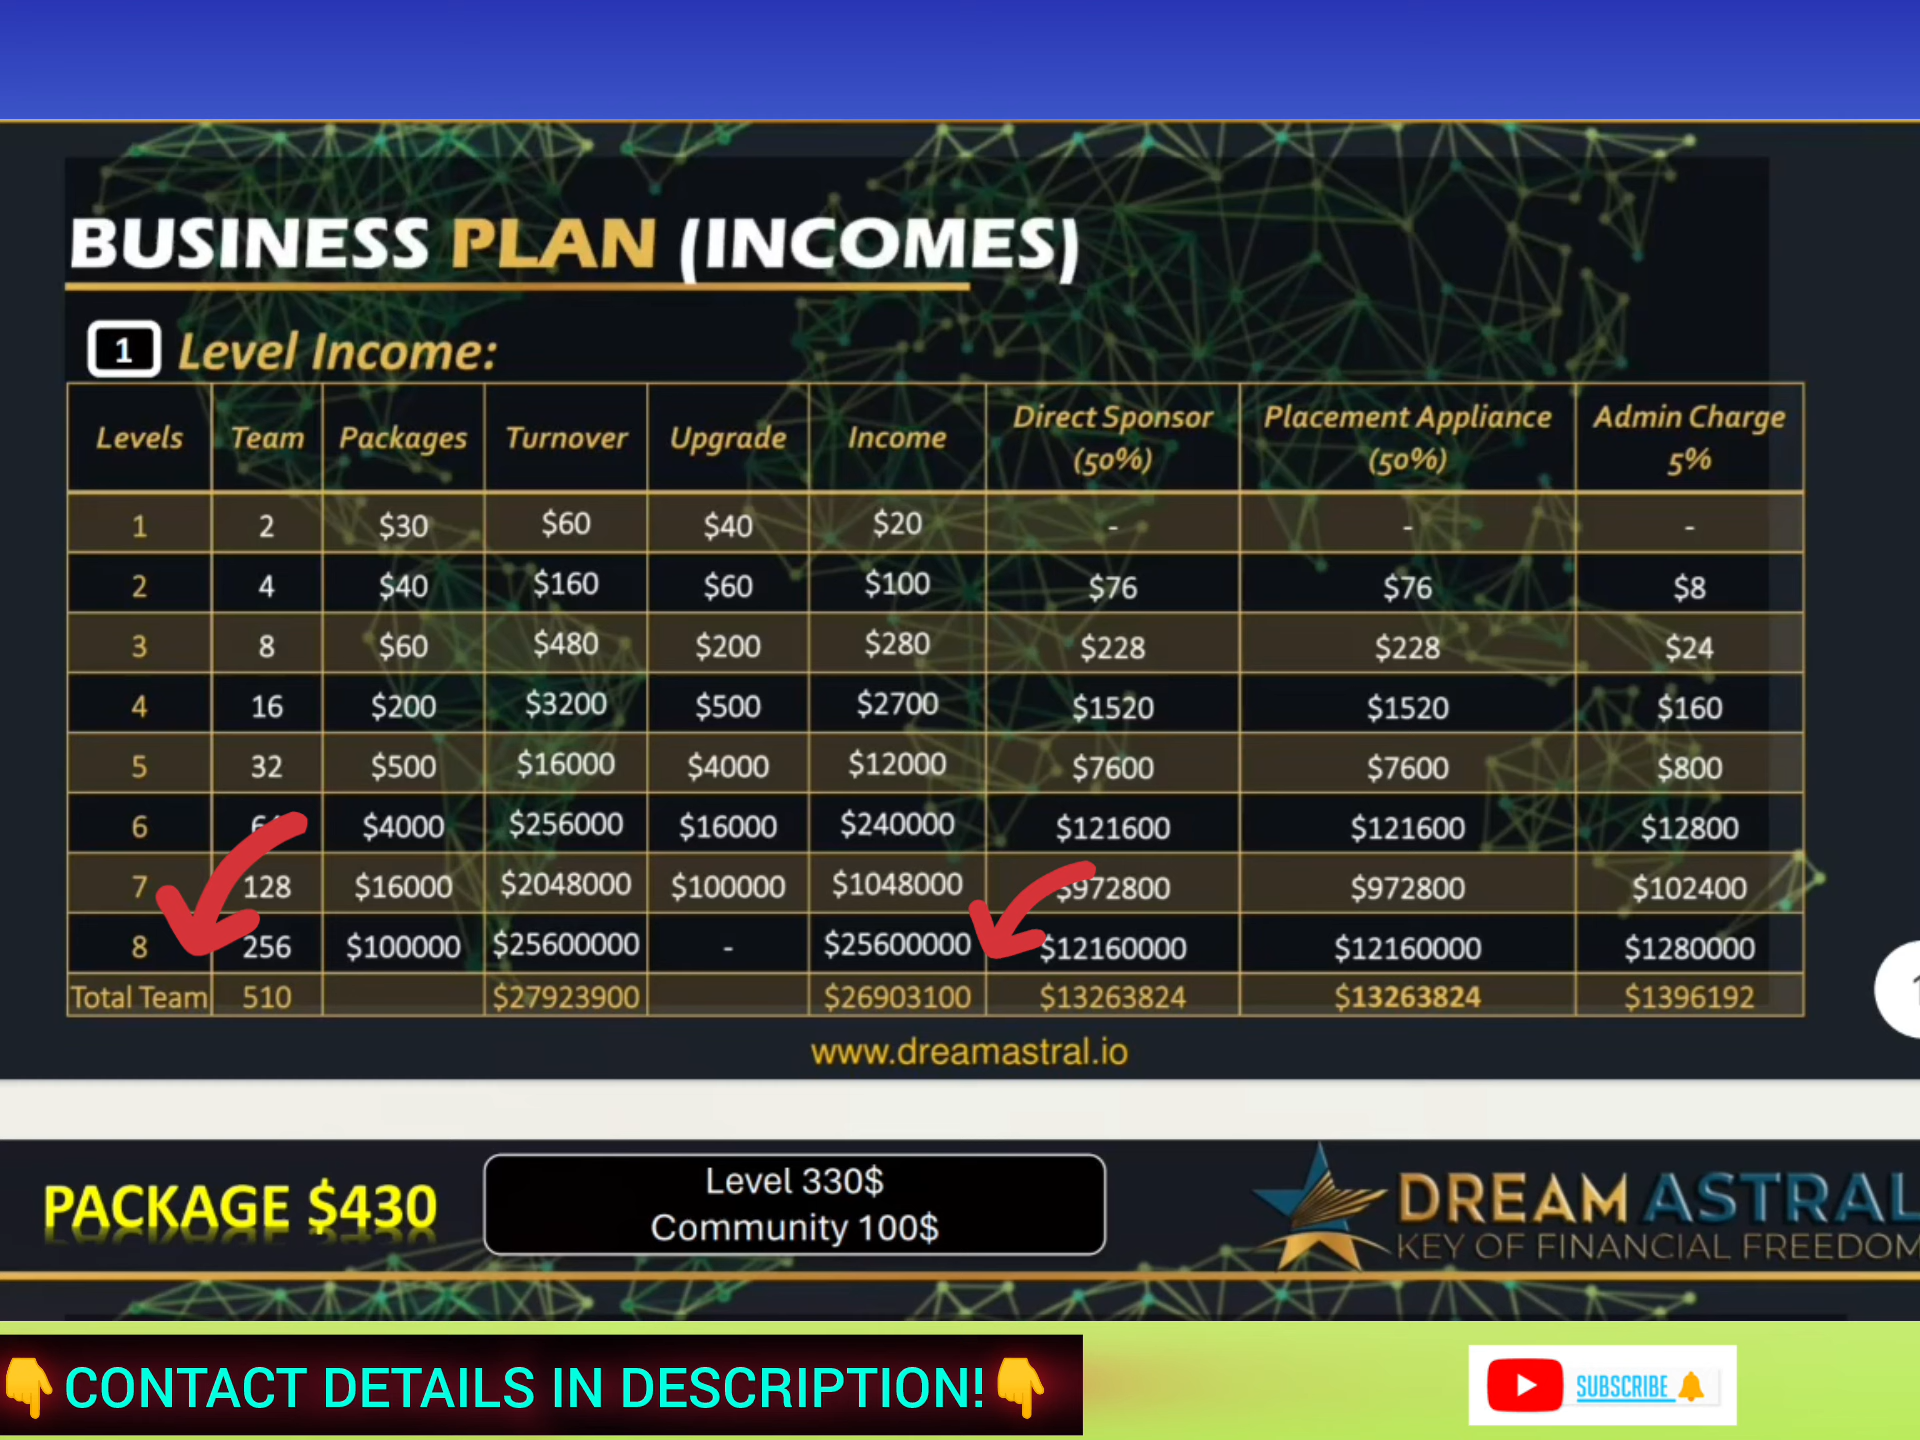 BUSINESS PLAN (INCOMES)
1 Level Income:
Levels Team Packages Turnover Upgrade Income Direct Sponsor (50%) Placement Appliance (50%) Admin Charge 5%
1 2 $30 $60 $40 $20 - - -
2 4 $40 $160 $60 $100 $76 $76 $8
3 8 $60 $480 $200 $280 $228 $228 $24
4 16 $200 $3200 $500 $2700 $1520 $1520 $160
5 32 $500 $16000 $4000 $12000 $7600 $7600 $800
6 $4000 $256000 $16000 $240000 $121600 $121600 $12800
7 128 $16000 $2048000 $100000 $1048000 $972800 $972800 $102400
8 256 $100000 $25600000 - $25600000 $12160000 $12160000 $1280000
Total Team 510 $27923900 $26903100 $13263824 $13263824 $1396192
www.dreamastral.io
PACKAGE $430
Level 330$
Community 100$
DREAM ASTRAL
KEY OF FINANCIAL FREEDOM
CONTACT DETAILS IN DESCRIPTION!
SUBSCRIBE